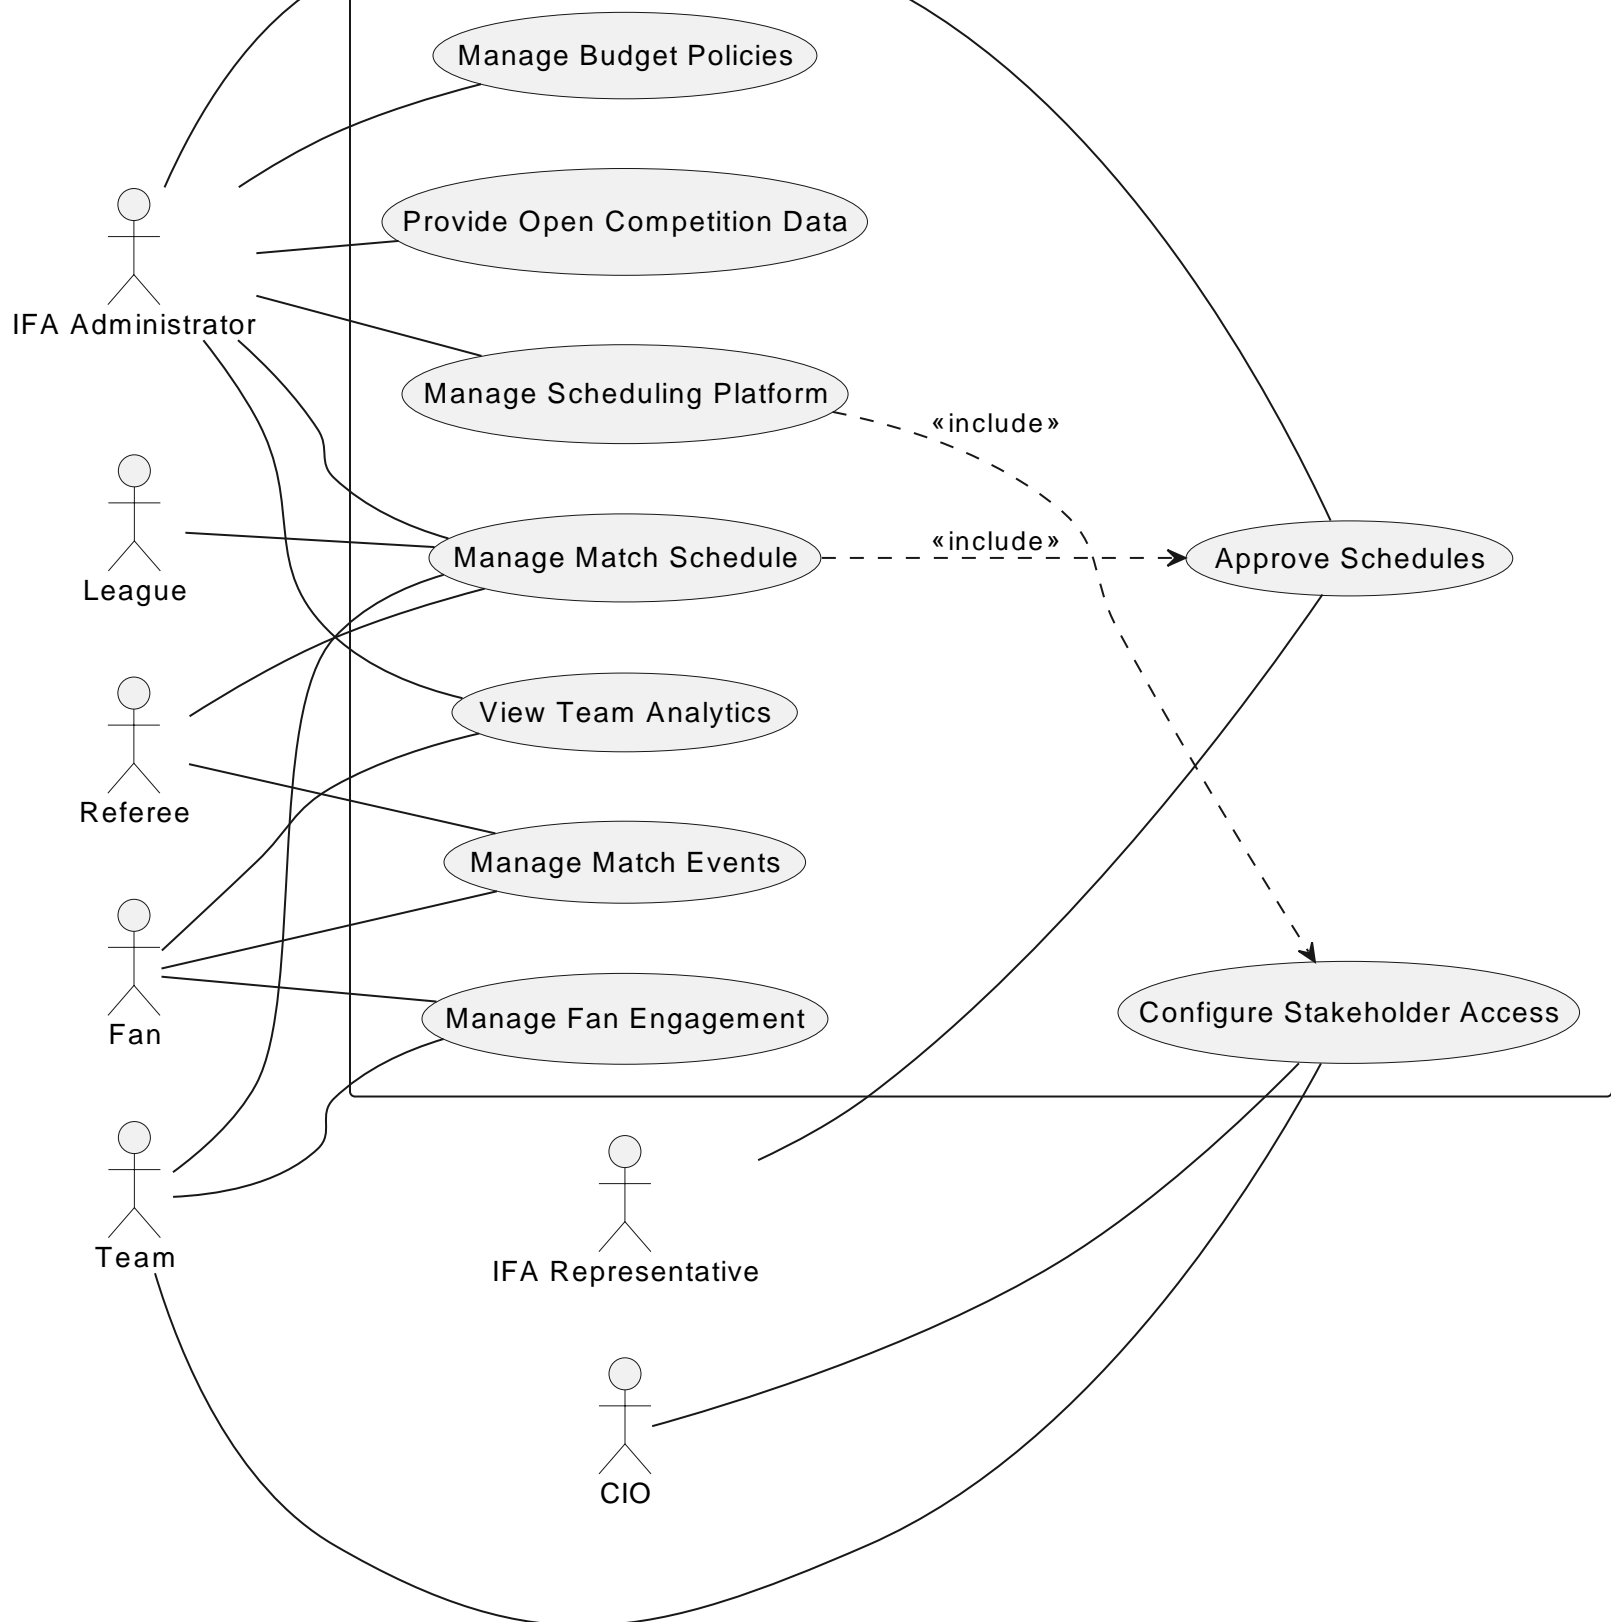 Manage Budget Policies
Provide Open Competition Data
IFA Administrator
Manage Scheduling Platform
«include»
«include»
Manage Match Schedule
Approve Schedules
League
View Team Analytics
Referee
Manage Match Events
Fan
Manage Fan Engagement
Configure Stakeholder Access
Team
IFA Representative
CIO